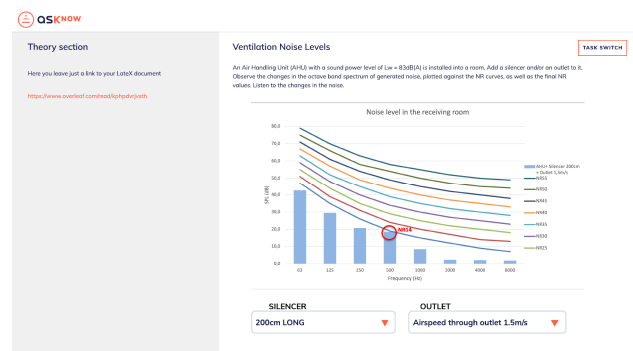 asKNOW
Theory section
Here you leave just a link to your LateX document
Ventilation Noise Levels
TASK SWITCH
An Air Handling Unit (AHU) with a sound power level of Lw = 83dB(A) is installed into a room. Add a silencer and/or an outlet to it.
Observe the changes in the octave band spectrum of generated noise, plotted against the NR curves, as well as the final NR
values. Listen to the changes in the noise.
Noise level in the receiving room
SPL (dB)
80,0
70,0
60,0
50,0
40,0
30,0
20,0
10,0
0,0
63 125 250 500 1000 2000 4000 8000
Frequency (Hz)
NR14
AHU+ Silencer 200cm
+ Outlet 1,5m/s
NR55
NR50
NR45
NR40
NR35
NR30
NR25
SILENCER
200cm LONG
OUTLET
Airspeed through outlet 1.5m/s